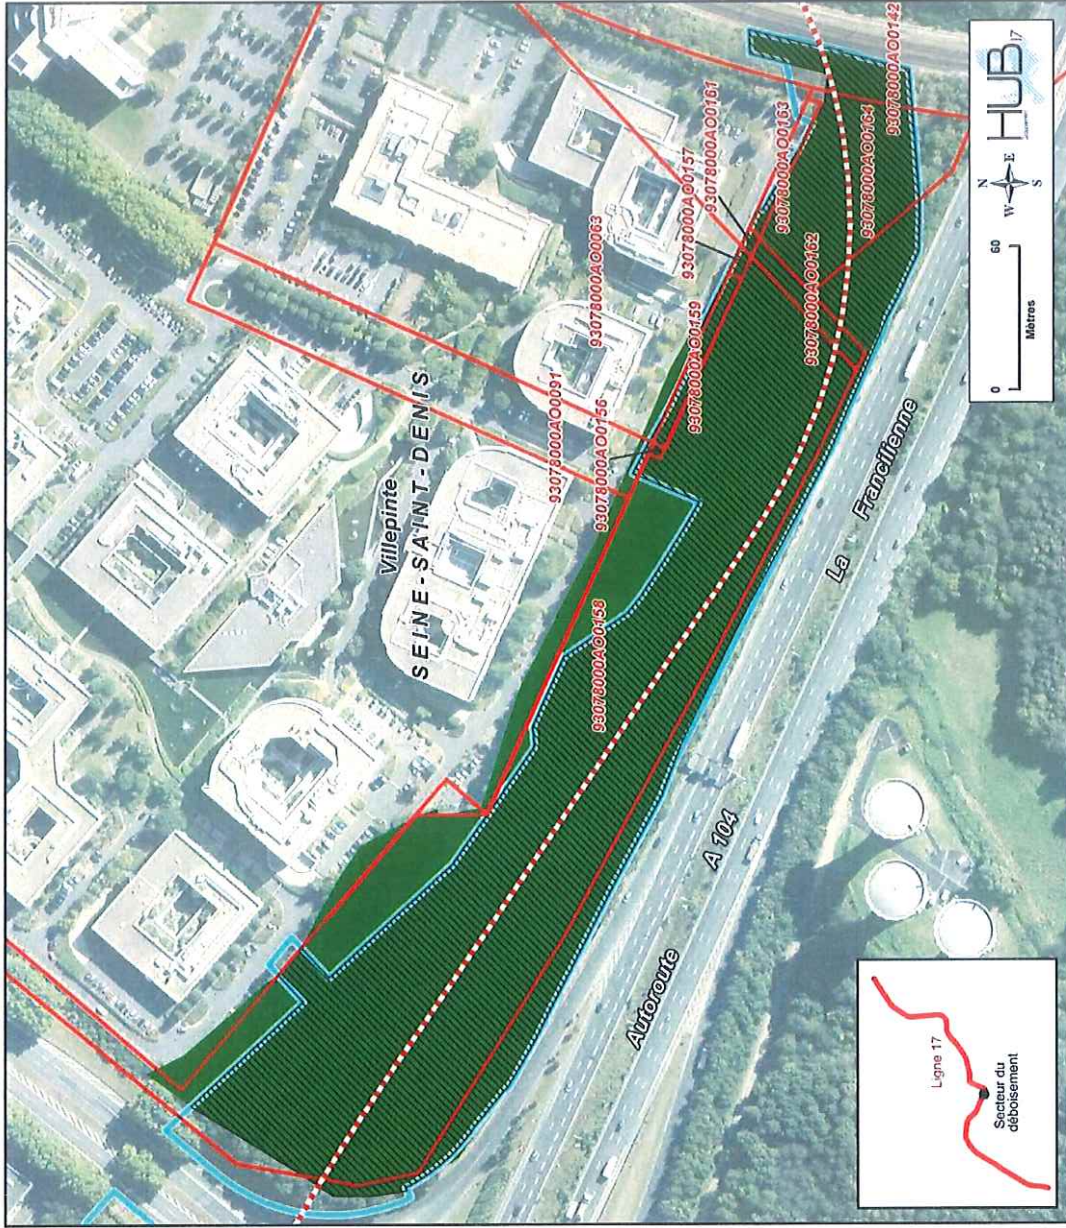 Villepinte
SEINE-SAINT-DENIS
93078000AO0091
93078000AO0063
93078000AO0158
93078000AO0156
93078000AO0157
93078000AO0159
93078000AO0161
93078000AO0163
93078000AO0162
93078000AO0164
93078000AO0142
Autoroute A 104 La Francilienne
Ligne 17
Secteur du
déboisement
N
W E
S
0 60
Mètres
HUB 17